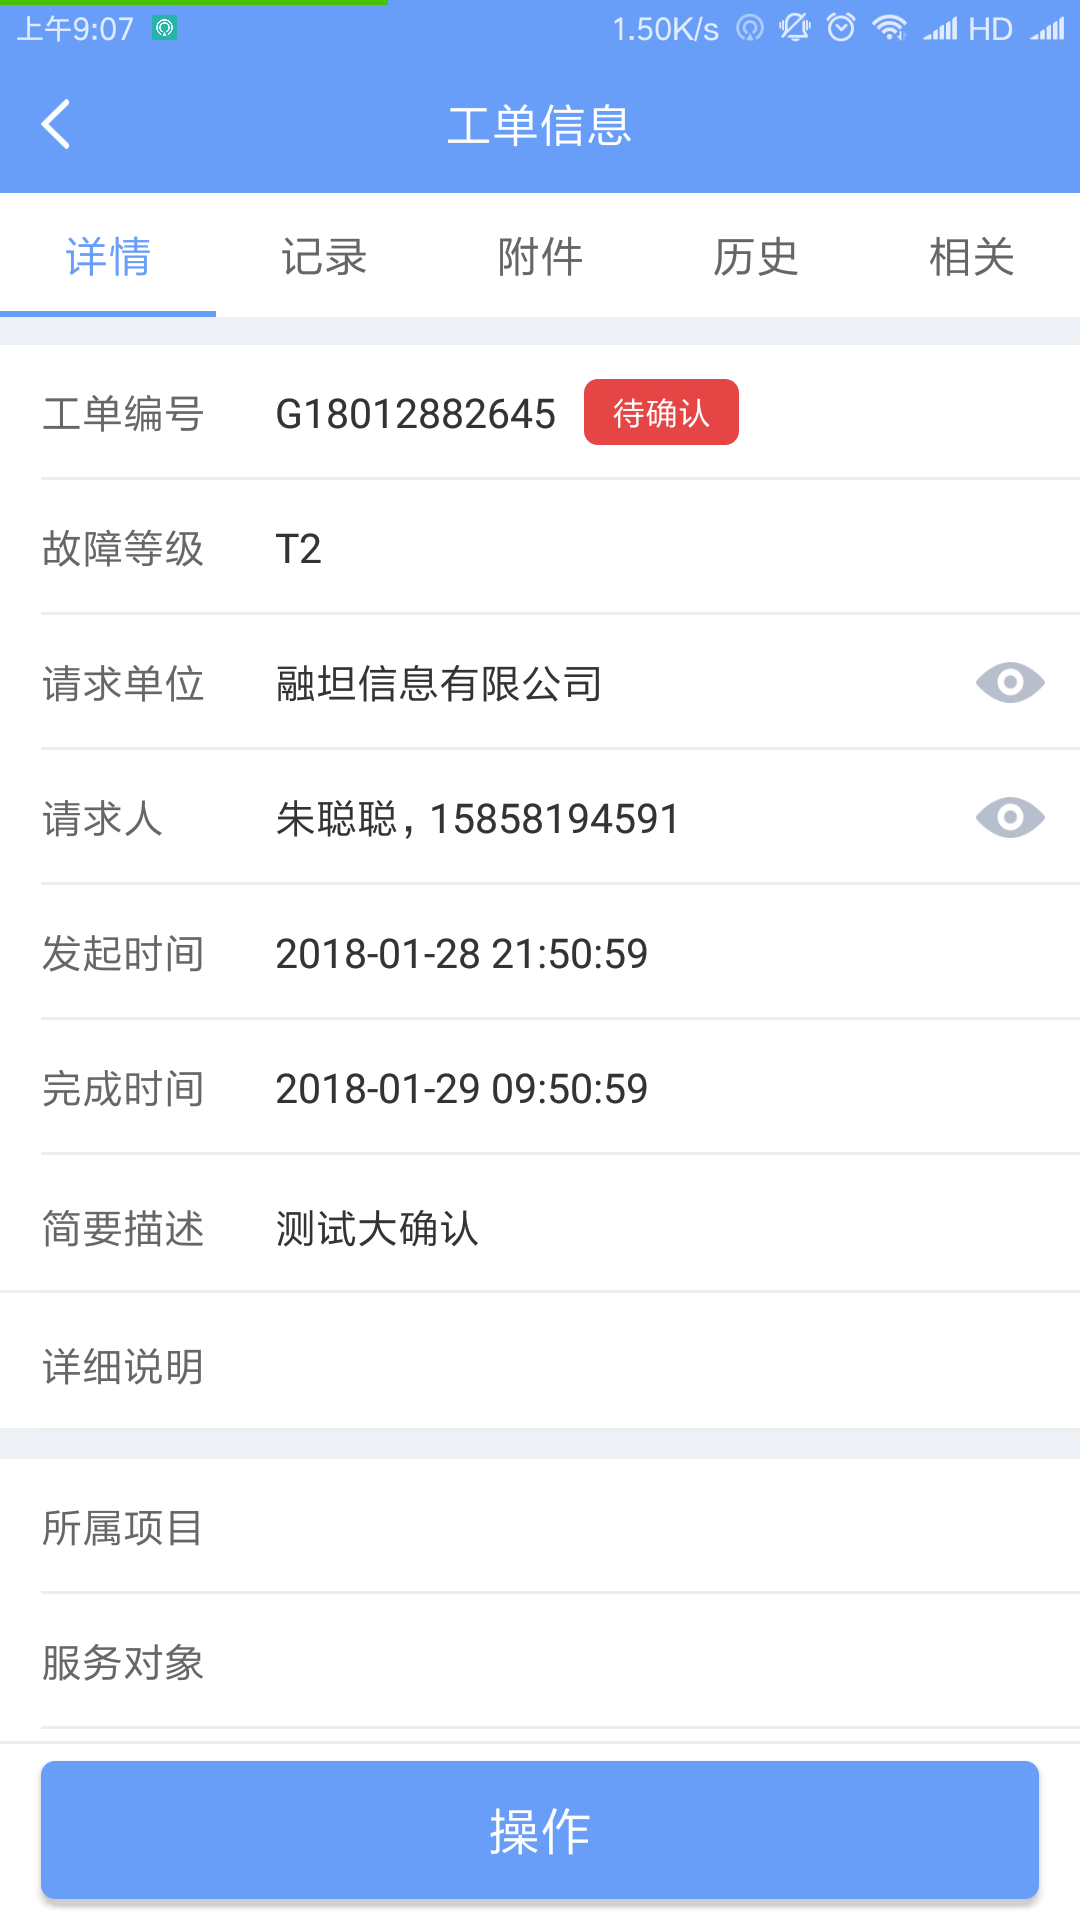 上午9:07 1.50K/s HD
工单信息
详情 记录 附件 历史 相关
工单编号 G18012882645 待确认
故障等级 T2
请求单位 融坦信息有限公司
请求人 朱聪聪，15858194591
发起时间 2018-01-28 21:50:59
完成时间 2018-01-29 09:50:59
简要描述 测试大确认
详细说明
所属项目
服务对象
操作